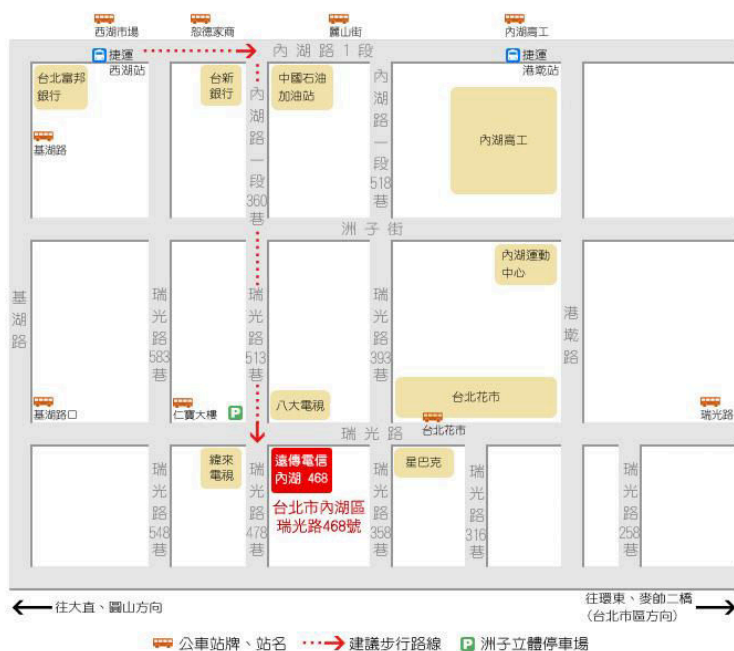 西湖市場
郃德家商
麗山街
內湖高工
捷運
西湖站
內湖路1段
捷運
港墘站
台北富邦
銀行
台新
銀行
內湖路一段360巷
中國石油
加油站
內湖路一段518巷
內湖高工
基湖路
洲子街
內湖運動
中心
基湖路
瑞光路583巷
瑞光路513巷
瑞光路393巷
港墘路
基湖路口
仁寶大樓
P
八大電視
台北花市
台北花市
瑞光路
瑞光路
瑞光路548巷
緯來
電視
瑞光路478巷
遠傳電信
內湖 468
台北市內湖區
瑞光路468號
瑞光路358巷
星巴克
瑞光路316巷
瑞光路258巷
往大直、圓山方向
往環東、麥帥二橋
(台北市區方向)
公車站牌、站名
建議步行路線
P 洲子立體停車場